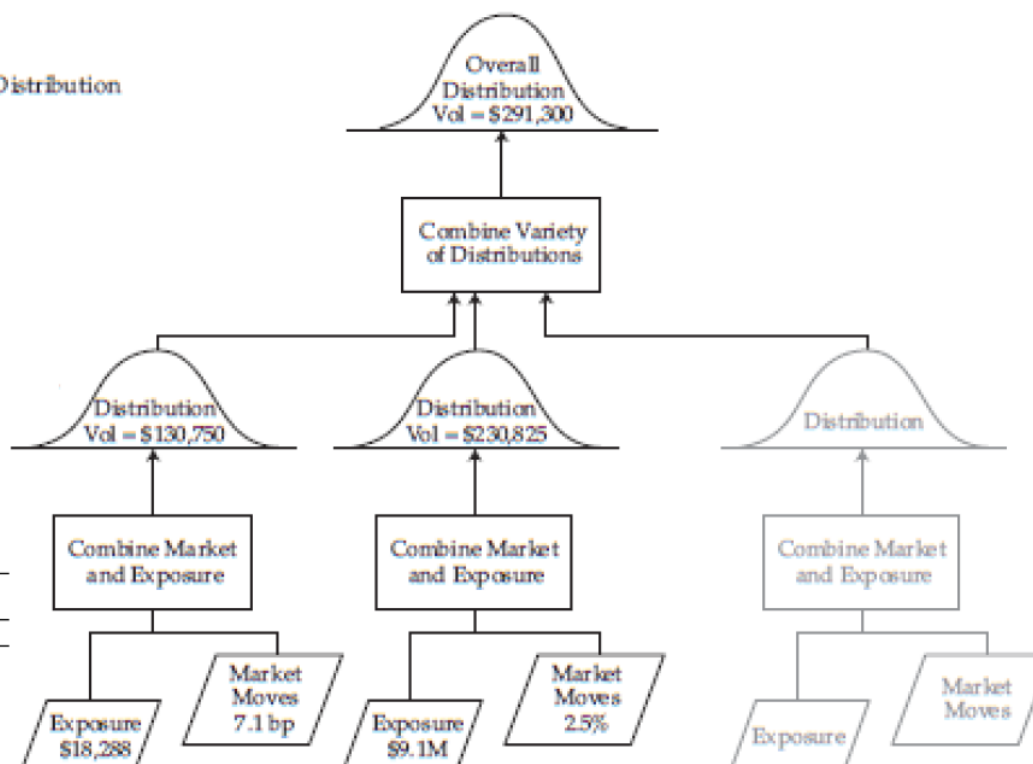 Overall
Distribution
Vol = $291,300
Distribution
Combine Variety
of Distributions
Distribution
Vol = $130,750
Distribution
Vol = $230,825
Distribution
Combine Market
and Exposure
Combine Market
and Exposure
Combine Market
and Exposure
Exposure
$18,288
Market
Moves
7.1 bp
Exposure
$9.1M
Market
Moves
2.5%
Exposure
Market
Moves